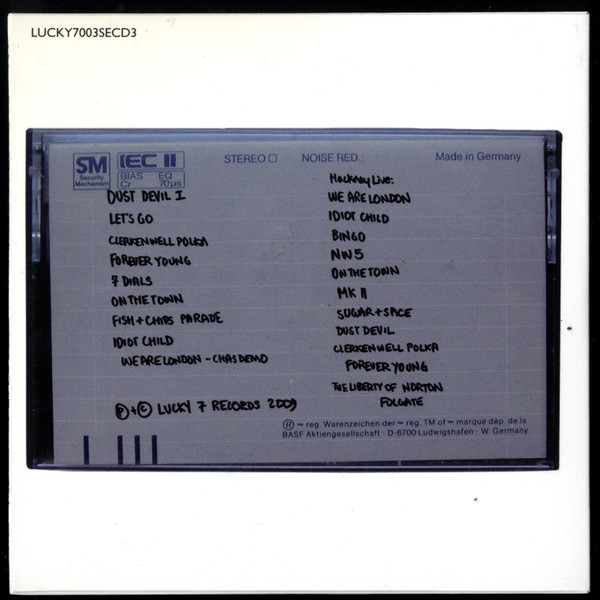 LUCKY7003SECD3
SM
Security
Mechanism
IEC II
BIAS EQ
Cr 70µs
STEREO
NOISE RED.:
Made in Germany
DUST DEVIL I
LET'S GO
CLERKENWELL POLKA
FOREVER YOUNG
7 DIALS
ON THE TOWN
FISH + CHIPS PARADE
IDIOT CHILD
WE ARE LONDON - CHAS DEMO
Ⓟ + © LUCKY 7 RECORDS 2009
Hackney Live:
WE ARE LONDON
IDIOT CHILD
BINGO
NW5
ON THE TOWN
MK II
SUGAR + SPICE
DUST DEVIL
CLERKENWELL POLKA
FOREVER YOUNG
THE LIBERTY OF NORTON
FOLGATE
® = reg. Warenzeichen der = reg. TM of = marque dép. de la
BASF Aktiengesellschaft · D-6700 Ludwigshafen · W. Germany